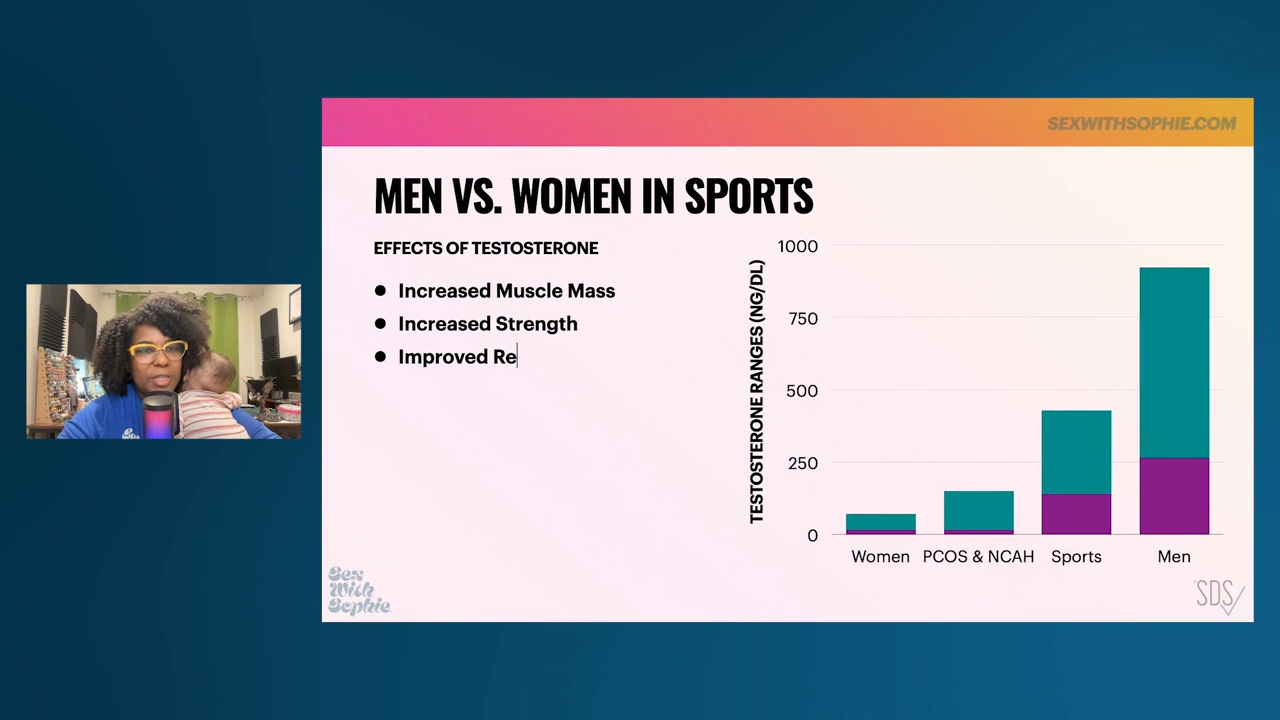 SEXWITHSOPHIE.COM
MEN VS. WOMEN IN SPORTS
EFFECTS OF TESTOSTERONE
● Increased Muscle Mass
● Increased Strength
● Improved Re
TESTOSTERONE RANGES (NG/DL)
1000
750
500
250
0
Women
PCOS & NCAH
Sports
Men
Sex
With
Sophie
SDS